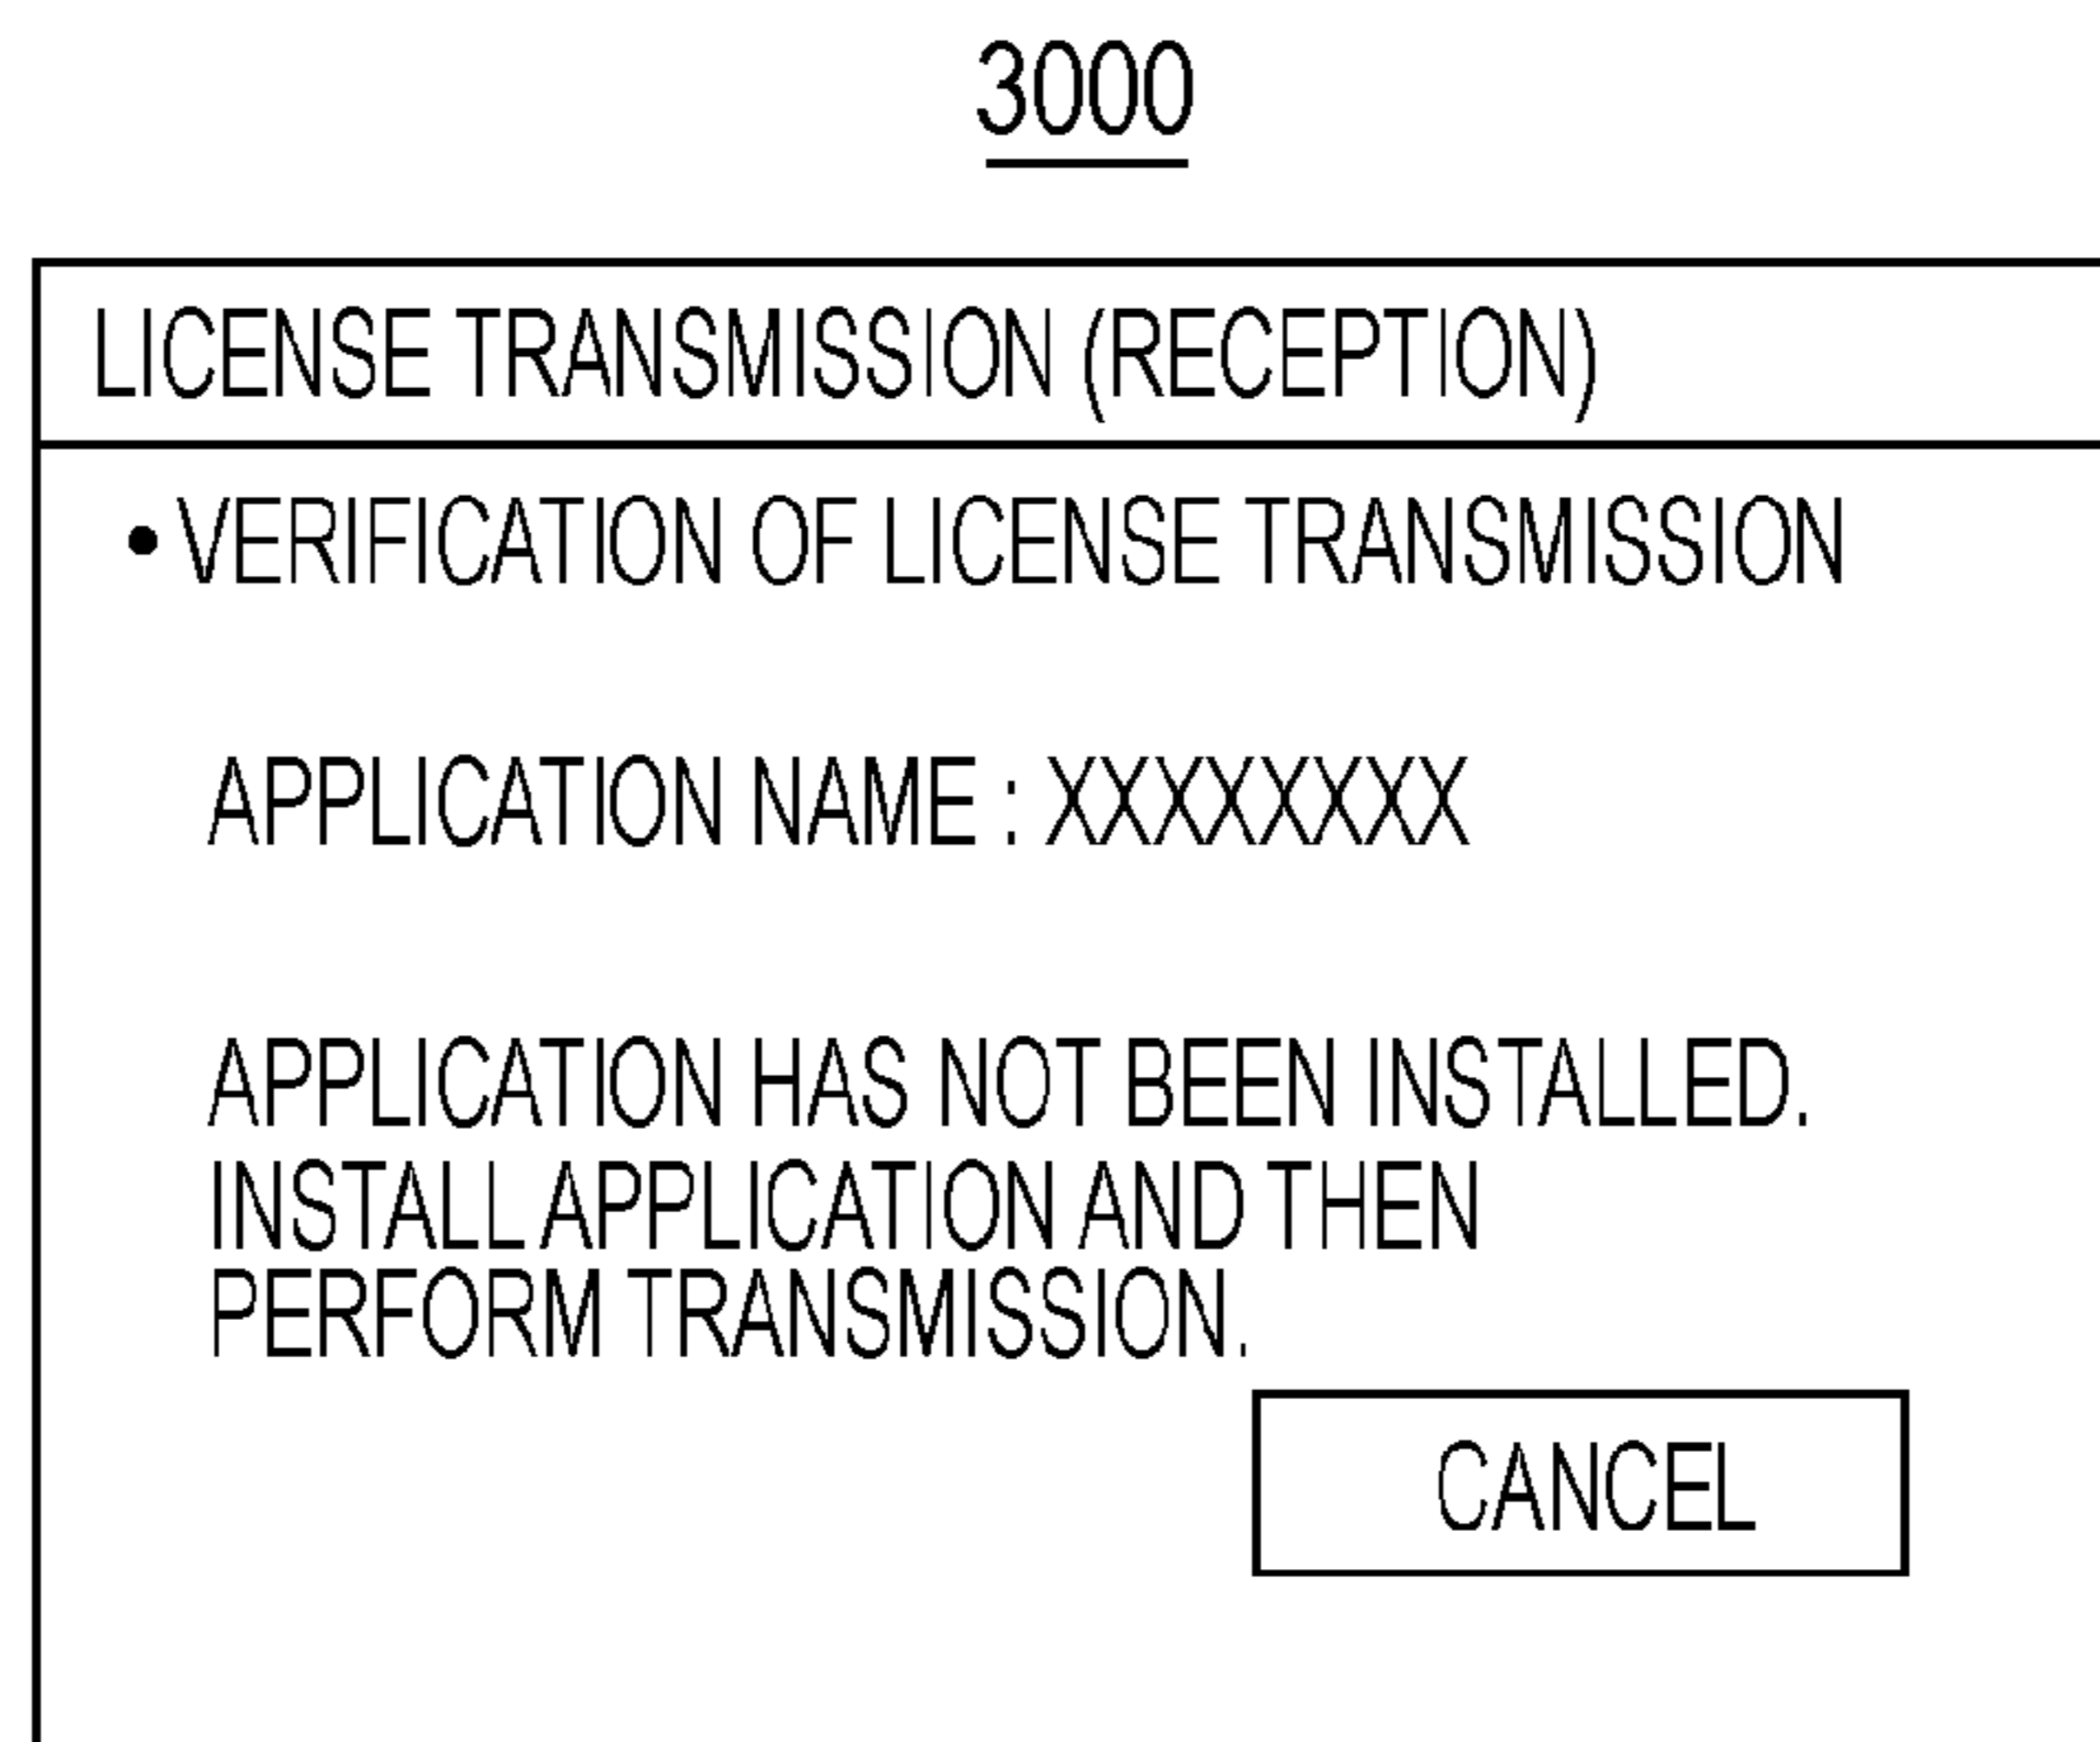 3000
LICENSE TRANSMISSION (RECEPTION)
• VERIFICATION OF LICENSE TRANSMISSION
APPLICATION NAME : XXXXXXXX
APPLICATION HAS NOT BEEN INSTALLED.
INSTALL APPLICATION AND THEN
PERFORM TRANSMISSION.
CANCEL